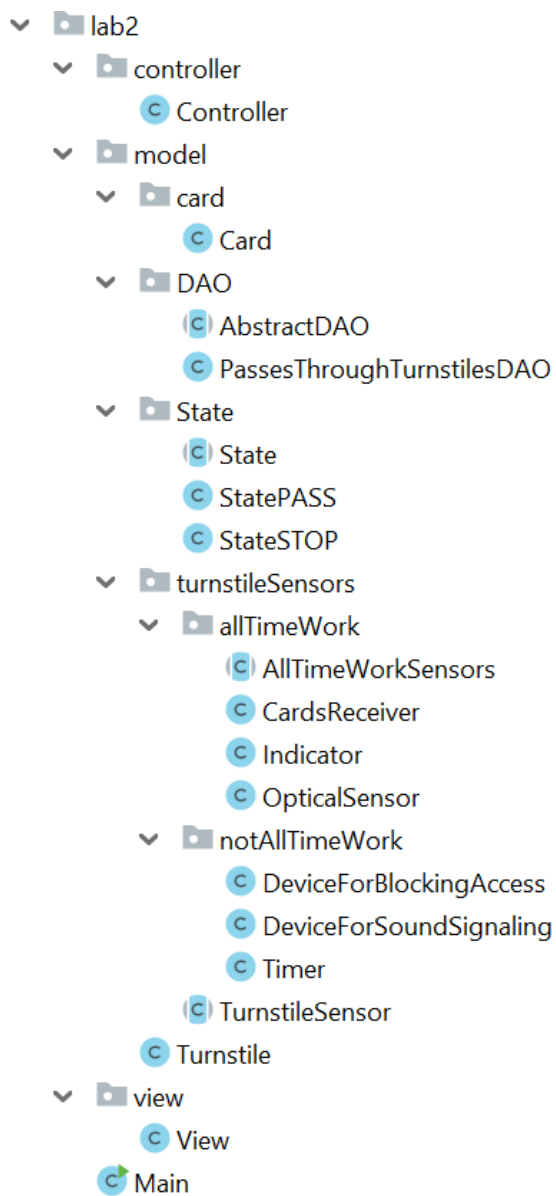 lab2
controller
C Controller
model
card
C Card
DAO
C AbstractDAO
C PassesThroughTurnstilesDAO
State
C State
C StatePASS
C StateSTOP
turnstileSensors
allTimeWork
C AllTimeWorkSensors
C CardsReceiver
C Indicator
C OpticalSensor
notAllTimeWork
C DeviceForBlockingAccess
C DeviceForSoundSignaling
C Timer
C TurnstileSensor
C Turnstile
view
C View
C Main